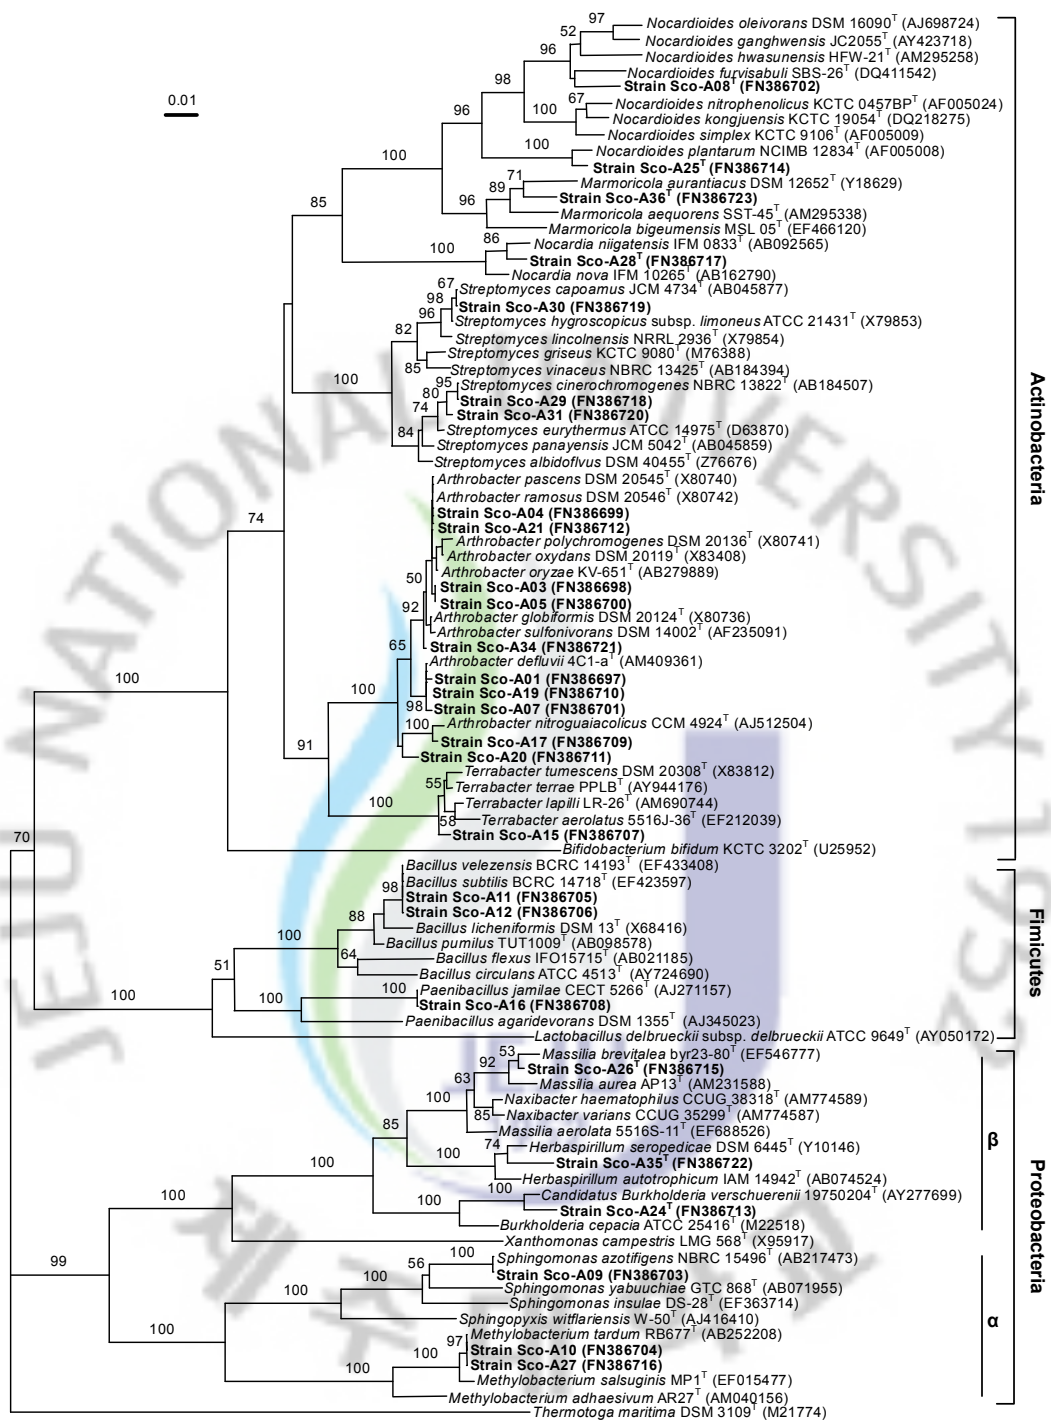 0.01
97
Nocardioides oleivorans DSM 16090T (AJ698724)
52
Nocardioides ganghwensis JC2055T (AY423718)
96
Nocardioides hwasunensis HFW-21T (AM295258)
98
Nocardioides furvisabuli SBS-26T (DQ411542)
Strain Sco-A08T (FN386702)
96
67
Nocardioides nitrophenolicus KCTC 0457BPT (AF005024)
100
Nocardioides kongjuensis KCTC 19054T (DQ218275)
Nocardioides simplex KCTC 9106T (AF005009)
100
100
Nocardioides plantarum NCIMB 12834T (AF005008)
Strain Sco-A25T (FN386714)
71
Marmoricola aurantiacus DSM 12652T (Y18629)
89
Strain Sco-A36T (FN386723)
85
96
Marmoricola aequorens SST-45T (AM295338)
Marmoricola bigeumensis MSL 05T (EF466120)
100
86
Nocardia niigatensis IFM 0833T (AB092565)
Strain Sco-A28T (FN386717)
Nocardia nova IFM 10265T (AB162790)
67
Streptomyces capoamus JCM 4734T (AB045877)
98
Strain Sco-A30 (FN386719)
96
Streptomyces hygroscopicus subsp. limoneus ATCC 21431T (X79853)
82
Streptomyces lincolnensis NRRL 2936T (X79854)
Streptomyces griseus KCTC 9080T (M76388)
85
Streptomyces vinaceus NBRC 13425T (AB184394)
100
95
Streptomyces cinerochromogenes NBRC 13822T (AB184507)
80
Strain Sco-A29 (FN386718)
74
Strain Sco-A31 (FN386720)
84
Streptomyces eurythermus ATCC 14975T (D63870)
Streptomyces panayensis JCM 5042T (AB045859)
Streptomyces albidoflvus DSM 40455T (Z76676)
Arthrobacter pascens DSM 20545T (X80740)
Arthrobacter ramosus DSM 20546T (X80742)
Strain Sco-A04 (FN386699)
74
Strain Sco-A21 (FN386712)
Arthrobacter polychromogenes DSM 20136T (X80741)
Arthrobacter oxydans DSM 20119T (X83408)
Arthrobacter oryzae KV-651T (AB279889)
50
Strain Sco-A03 (FN386698)
92
Strain Sco-A05 (FN386700)
Arthrobacter globiformis DSM 20124T (X80736)
Arthrobacter sulfonivorans DSM 14002T (AF235091)
65
Strain Sco-A34 (FN386721)
Arthrobacter defluvii 4C1-aT (AM409361)
100
Strain Sco-A01 (FN386697)
100
Strain Sco-A19 (FN386710)
98
Strain Sco-A07 (FN386701)
100
Arthrobacter nitroguaiacolicus CCM 4924T (AJ512504)
Strain Sco-A17 (FN386709)
91
Strain Sco-A20 (FN386711)
Terrabacter tumescens DSM 20308T (X83812)
55
Terrabacter terrae PPLBT (AY944176)
100
Terrabacter lapilli LR-26T (AM690744)
58
Terrabacter aerolatus 5516J-36T (EF212039)
Strain Sco-A15 (FN386707)
70
Bifidobacterium bifidum KCTC 3202T (U25952)
Actinobacteria
Bacillus velezensis BCRC 14193T (EF433408)
98
Bacillus subtilis BCRC 14718T (EF423597)
Strain Sco-A11 (FN386705)
88
Strain Sco-A12 (FN386706)
100
Bacillus licheniformis DSM 13T (X68416)
Bacillus pumilus TUT1009T (AB098578)
64
Bacillus flexus IFO15715T (AB021185)
51
Bacillus circulans ATCC 4513T (AY724690)
100
Paenibacillus jamilae CECT 5266T (AJ271157)
100
100
Strain Sco-A16 (FN386708)
Paenibacillus agaridevorans DSM 1355T (AJ345023)
Lactobacillus delbrueckii subsp. delbrueckii ATCC 9649T (AY050172)
Fimicutes
53
Massilia brevitalea byr23-80T (EF546777)
92
Strain Sco-A26T (FN386715)
63
Massilia aurea AP13T (AM231588)
100
Naxibacter haematophilus CCUG 38318T (AM774589)
85
Naxibacter varians CCUG 35299T (AM774587)
85
Massilia aerolata 5516S-11T (EF688526)
74
Herbaspirillum seropedicae DSM 6445T (Y10146)
100
Strain Sco-A35T (FN386722)
100
Herbaspirillum autotrophicum IAM 14942T (AB074524)
100
Candidatus Burkholderia verschuerenii 19750204T (AY277699)
100
Strain Sco-A24T (FN386713)
Burkholderia cepacia ATCC 25416T (M22518)
Xanthomonas campestris LMG 568T (X95917)
β
99
100
Sphingomonas azotifigens NBRC 15496T (AB217473)
56
Strain Sco-A09 (FN386703)
100
Sphingomonas yabuuchiae GTC 868T (AB071955)
100
Sphingomonas insulae DS-28T (EF363714)
Sphingopyxis witflariensis W-50T (AJ416410)
100
97
Methylobacterium tardum RB677T (AB252208)
Strain Sco-A10 (FN386704)
100
Strain Sco-A27 (FN386716)
Methylobacterium salsuginis MP1T (EF015477)
Methylobacterium adhaesivum AR27T (AM040156)
α
Proteobacteria
Thermotoga maritima DSM 3109T (M21774)
JEJU NATIONAL UNIVERSITY 1952
JEJU
제주대학교